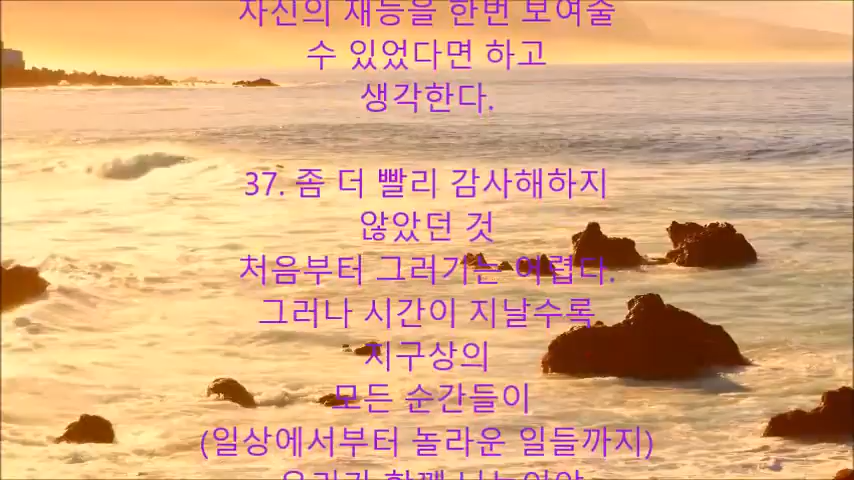 자신의 재능을 한번 보여줄
수 있었다면 하고
생각한다.
37. 좀 더 빨리 감사해하지
않았던 것
처음부터 그러기는 어렵다.
그러나 시간이 지날수록
지구상의
모든 순간들이
(일상에서부터 놀라운 일들까지)